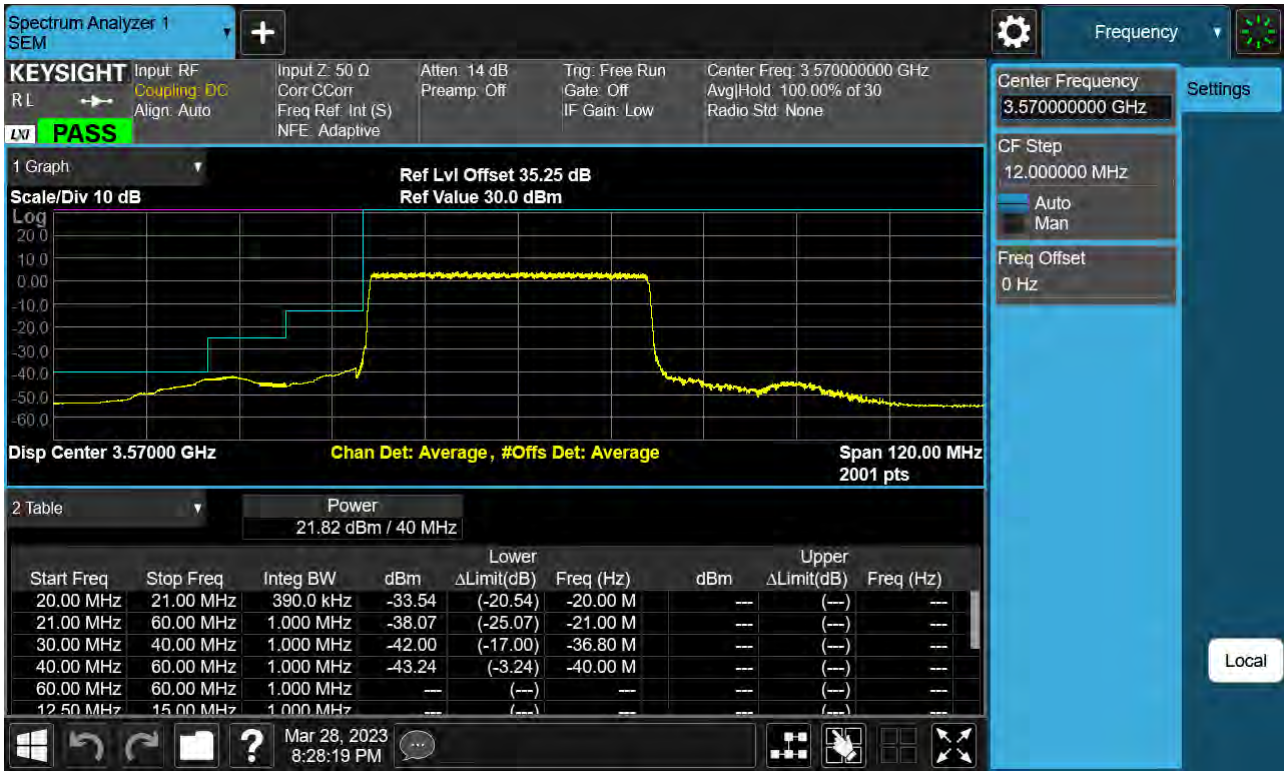 Spectrum Analyzer 1
SEM
Frequency
KEYSIGHT
RL
LXI PASS
Input: RF
Coupling: DC
Align: Auto
Input Z: 50 Ω
Corr CCorr
Freq Ref: Int (S)
NFE: Adaptive
Atten: 14 dB
Preamp: Off
Trig: Free Run
Gate: Off
IF Gain: Low
Center Freq: 3.570000000 GHz
Avg|Hold: 100.00% of 30
Radio Std: None
Center Frequency
3.570000000 GHz
Settings
CF Step
12.000000 MHz
Auto
Man
Freq Offset
0 Hz
Local
1 Graph
Scale/Div 10 dB
Ref Lvl Offset 35.25 dB
Ref Value 30.0 dBm
Log
20.0
10.0
0.00
-10.0
-20.0
-30.0
-40.0
-50.0
-60.0
Disp Center 3.57000 GHz
Chan Det: Average, #Offs Det: Average
Span 120.00 MHz
2001 pts
2 Table
Power
21.82 dBm / 40 MHz
Lower Upper
Start Freq Stop Freq Integ BW dBm ΔLimit(dB) Freq (Hz) dBm ΔLimit(dB) Freq (Hz)
20.00 MHz 21.00 MHz 390.0 kHz -33.54 (-20.54) -20.00 M --- (---) ---
21.00 MHz 60.00 MHz 1.000 MHz -38.07 (-25.07) -21.00 M --- (---) ---
30.00 MHz 40.00 MHz 1.000 MHz -42.00 (-17.00) -36.80 M --- (---) ---
40.00 MHz 60.00 MHz 1.000 MHz -43.24 (-3.24) -40.00 M --- (---) ---
60.00 MHz 60.00 MHz 1.000 MHz --- (---) --- --- (---) ---
12.50 MHz 15.00 MHz 1.000 MHz --- (---) --- --- (---) ---
?
Mar 28, 2023
8:28:19 PM